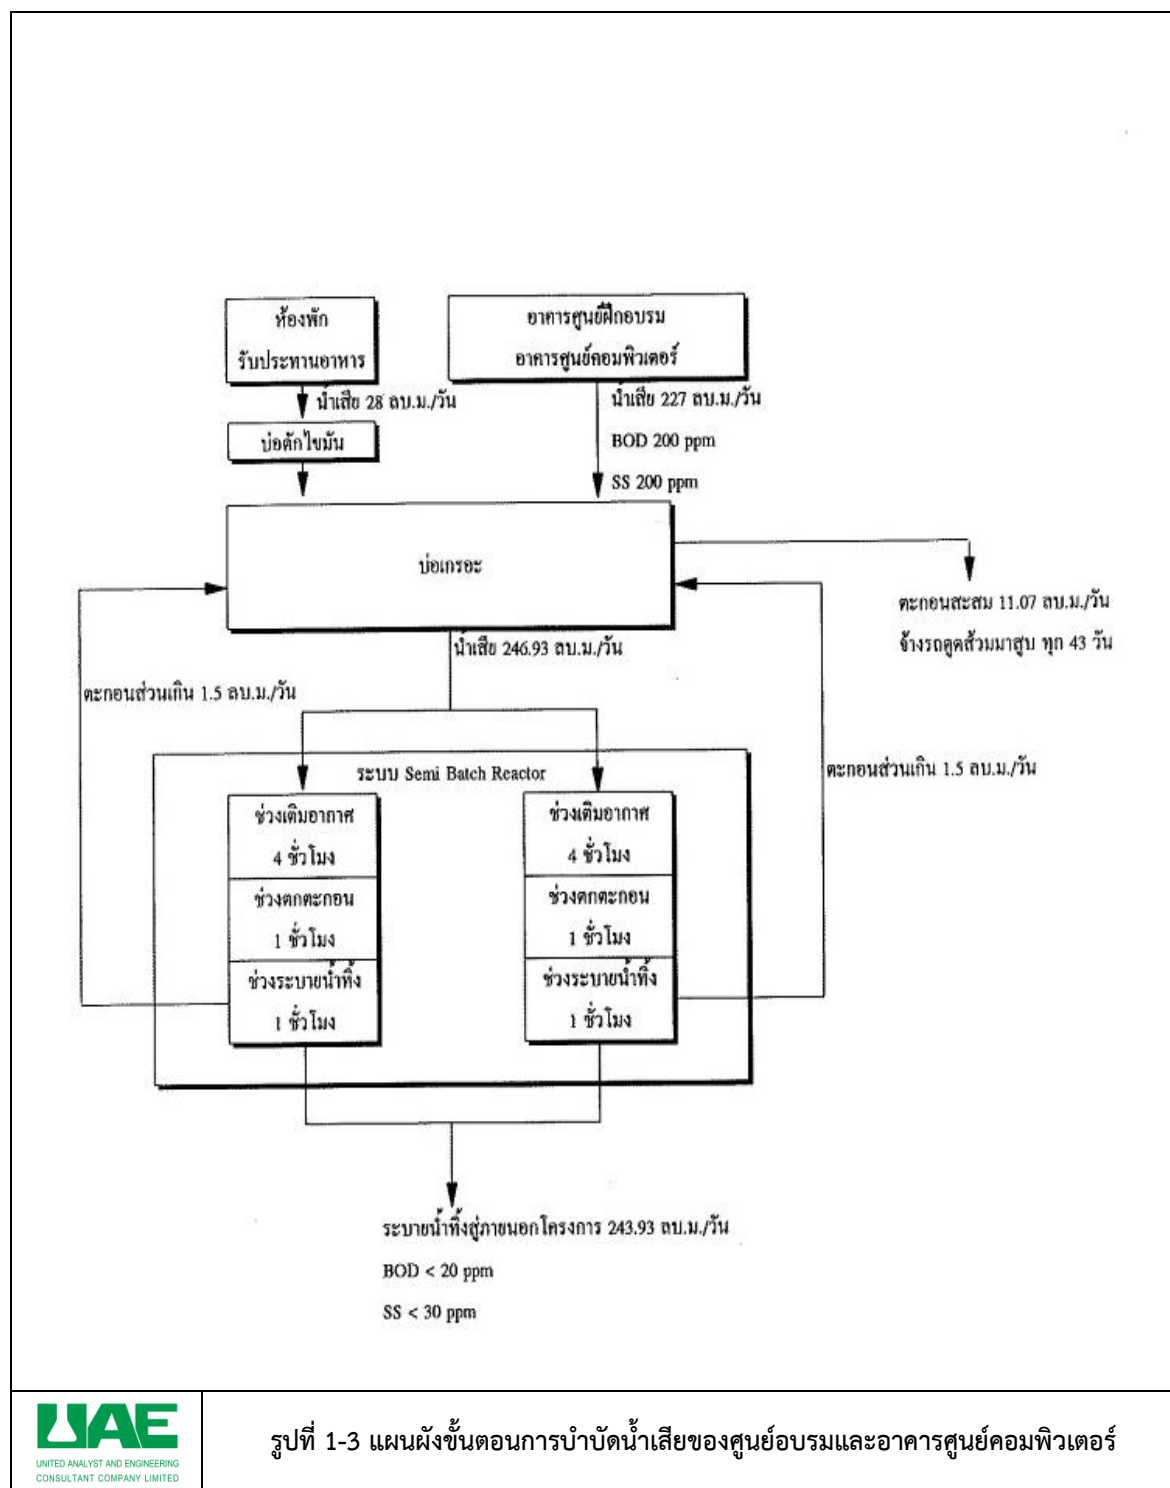 ห้องพัก
รับประทานอาหาร
อาคารศูนย์ฝึกอบรม
อาคารศูนย์คอมพิวเตอร์
น้ำเสีย 28 ลบ.ม./วัน
น้ำเสีย 227 ลบ.ม./วัน
BOD 200 ppm
SS 200 ppm
บ่อดักไขมัน
บ่อเกรอะ
ตะกอนสะสม 11.07 ลบ.ม./วัน
จ้างรถดูดส้วมมาสูบ ทุก 43 วัน
น้ำเสีย 246.93 ลบ.ม./วัน
ตะกอนส่วนเกิน 1.5 ลบ.ม./วัน
ตะกอนส่วนเกิน 1.5 ลบ.ม./วัน
ระบบ Semi Batch Reactor
ช่วงเติมอากาศ
4 ชั่วโมง
ช่วงตกตะกอน
1 ชั่วโมง
ช่วงระบายน้ำทิ้ง
1 ชั่วโมง
ช่วงเติมอากาศ
4 ชั่วโมง
ช่วงตกตะกอน
1 ชั่วโมง
ช่วงระบายน้ำทิ้ง
1 ชั่วโมง
ระบายน้ำทิ้งสู่ภายนอกโครงการ 243.93 ลบ.ม./วัน
BOD < 20 ppm
SS < 30 ppm
UAE
UNITED ANALYST AND ENGINEERING
CONSULTANT COMPANY LIMITED
รูปที่ 1-3 แผนผังขั้นตอนการบำบัดน้ำเสียของศูนย์อบรมและอาคารศูนย์คอมพิวเตอร์